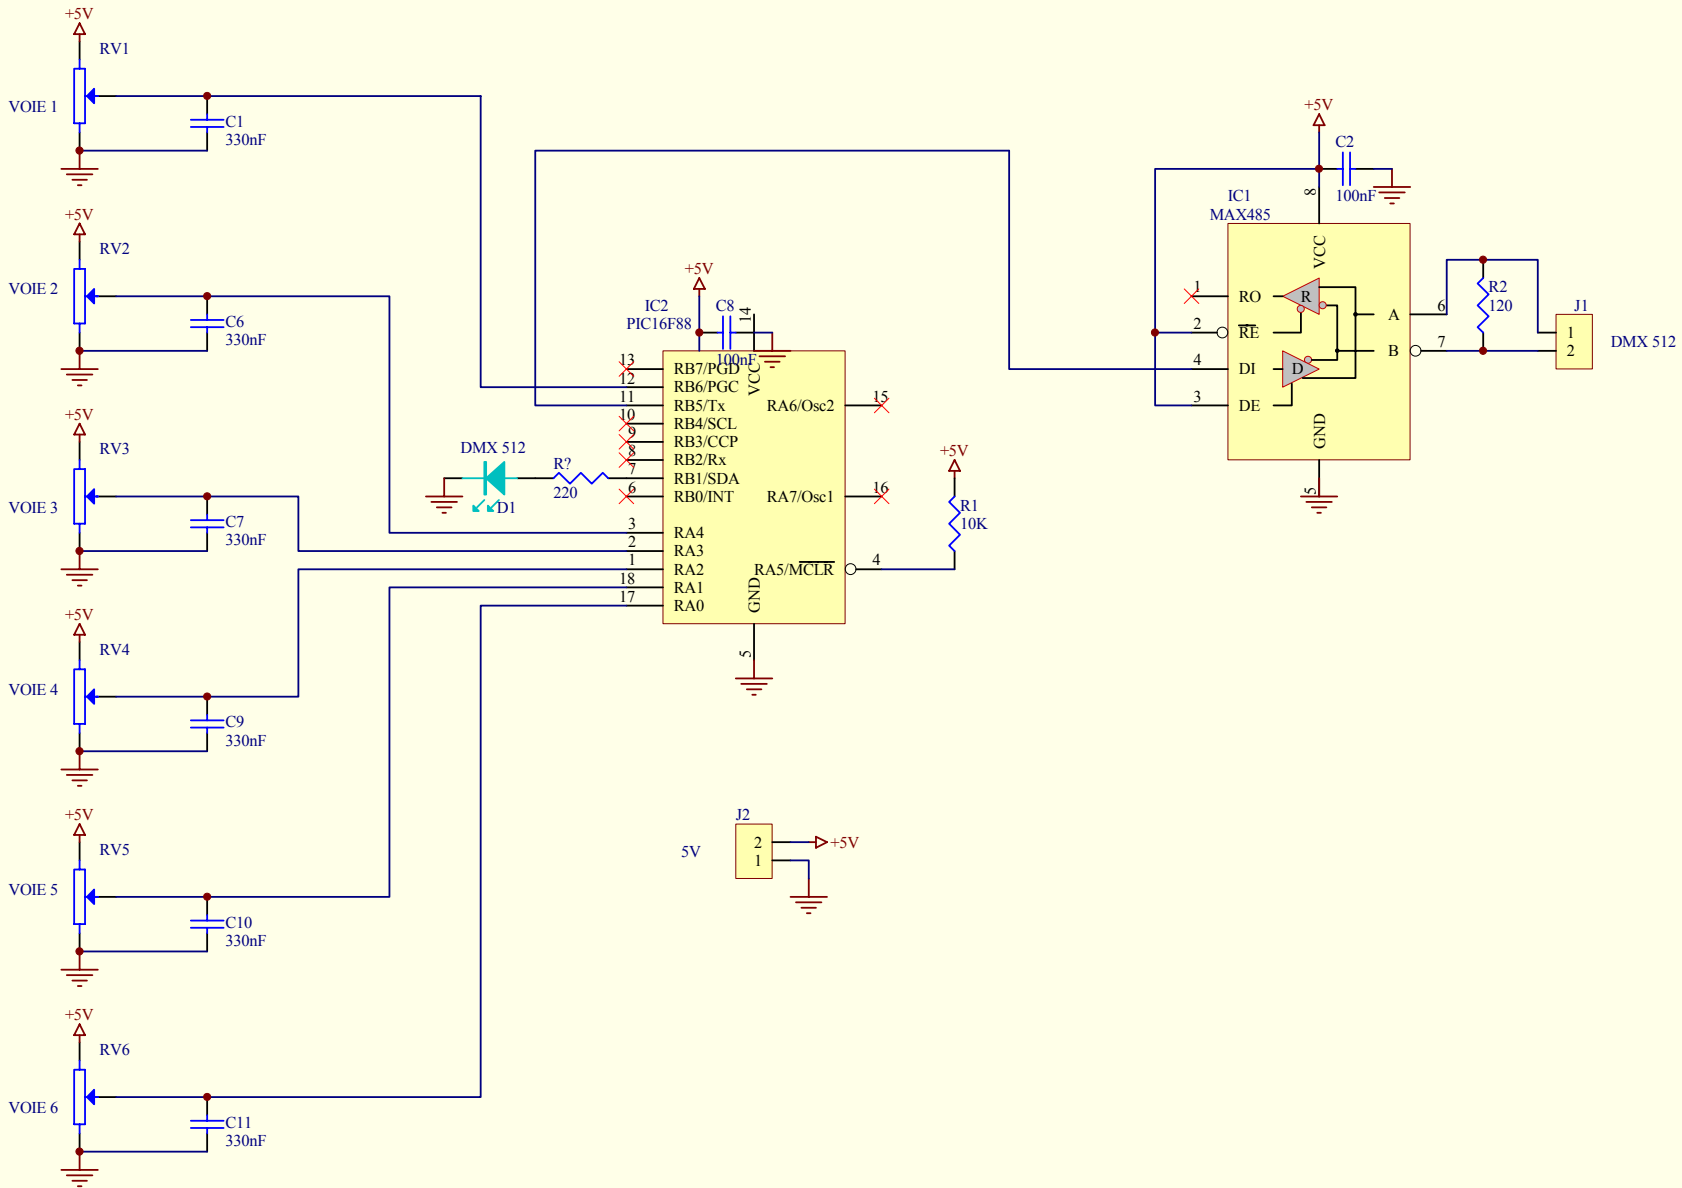 +5V
RV1
VOIE 1
C1
330nF
+5V
RV2
VOIE 2
C6
330nF
+5V
RV3
VOIE 3
C7
330nF
+5V
RV4
VOIE 4
C9
330nF
+5V
RV5
VOIE 5
C10
330nF
+5V
RV6
VOIE 6
C11
330nF
DMX 512
D1
R?
220
+5V
IC2
PIC16F88
C8
100nF
14
VCC
13
RB7/PGD
12
RB6/PGC
11
RB5/Tx
10
RB4/SCL
9
RB3/CCP
8
RB2/Rx
7
RB1/SDA
6
RB0/INT
3
RA4
2
RA3
1
RA2
18
RA1
17
RA0
RA6/Osc2
15
RA7/Osc1
16
RA5/MCLR
4
GND
5
+5V
R1
10K
J2
5V
2
1
+5V
+5V
C2
100nF
IC1
MAX485
8
VCC
1
RO
R
2
RE
4
DI
D
3
DE
A
6
B
7
GND
5
R2
120
J1
1
2
DMX 512